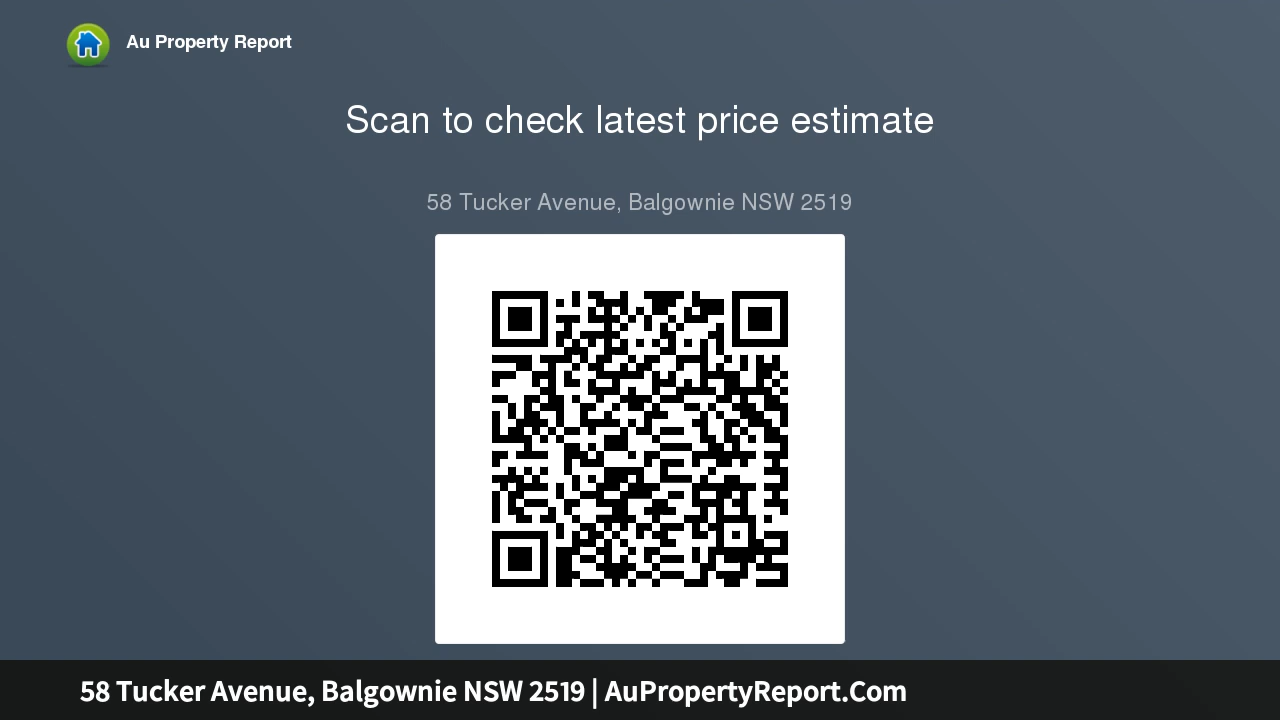 Au Property Report
Scan to check latest price estimate
58 Tucker Avenue, Balgownie NSW 2519
58 Tucker Avenue, Balgownie NSW 2519 | AuPropertyReport.Com